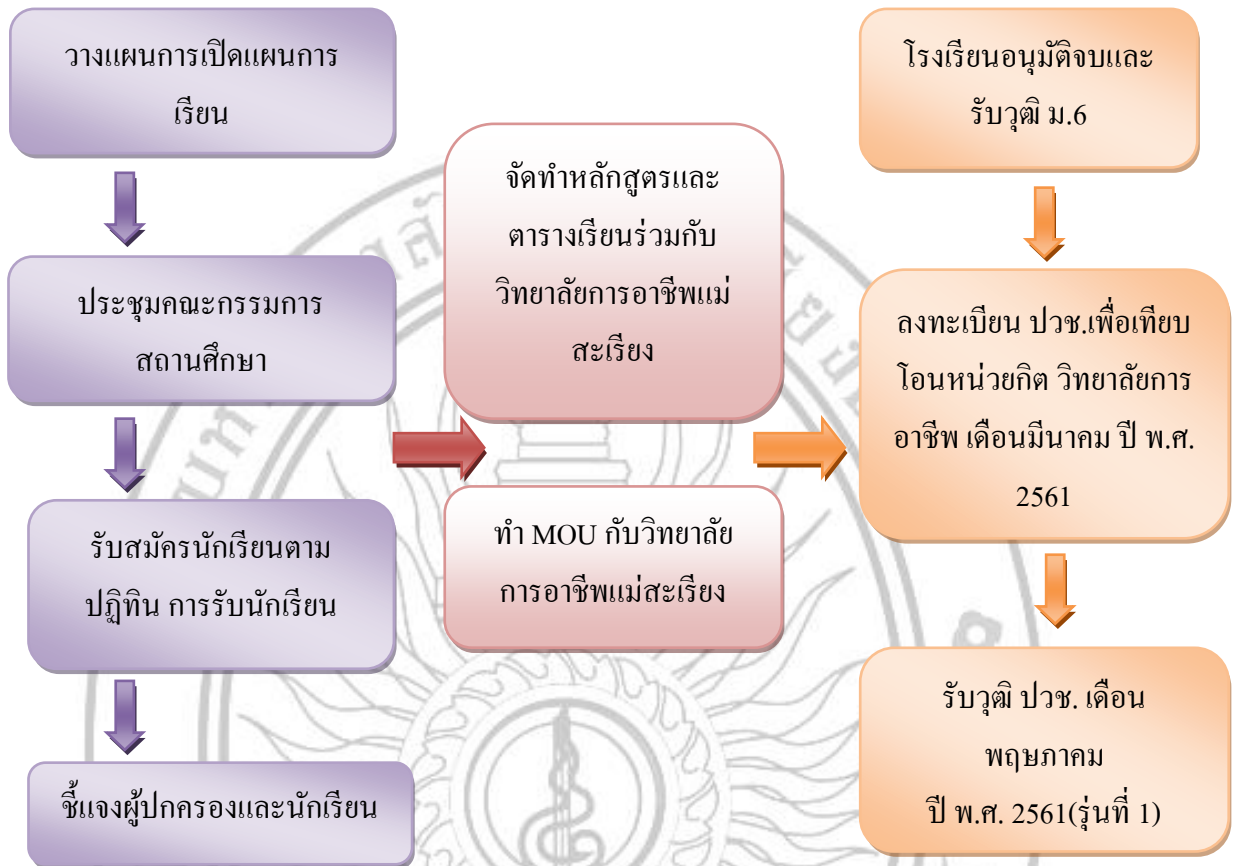 วางแผนการเปิดแผนการ
เรียน
ประชุมคณะกรรมการ
สถานศึกษา
รับสมัครนักเรียนตาม
ปฏิทิน การรับนักเรียน
ชี้แจงผู้ปกครองและนักเรียน
จัดทำหลักสูตรและ
ตารางเรียนร่วมกับ
วิทยาลัยการอาชีพแม่
สะเรียง
ทำ MOU กับวิทยาลัย
การอาชีพแม่สะเรียง
โรงเรียนอนุมัติจบและ
รับวุฒิ ม.6
ลงทะเบียน ปวช.เพื่อเทียบ
โอนหน่วยกิต วิทยาลัยการ
อาชีพ เดือนมีนาคม ปี พ.ศ.
2561
รับวุฒิ ปวช. เดือน
พฤษภาคม
ปี พ.ศ. 2561(รุ่นที่ 1)